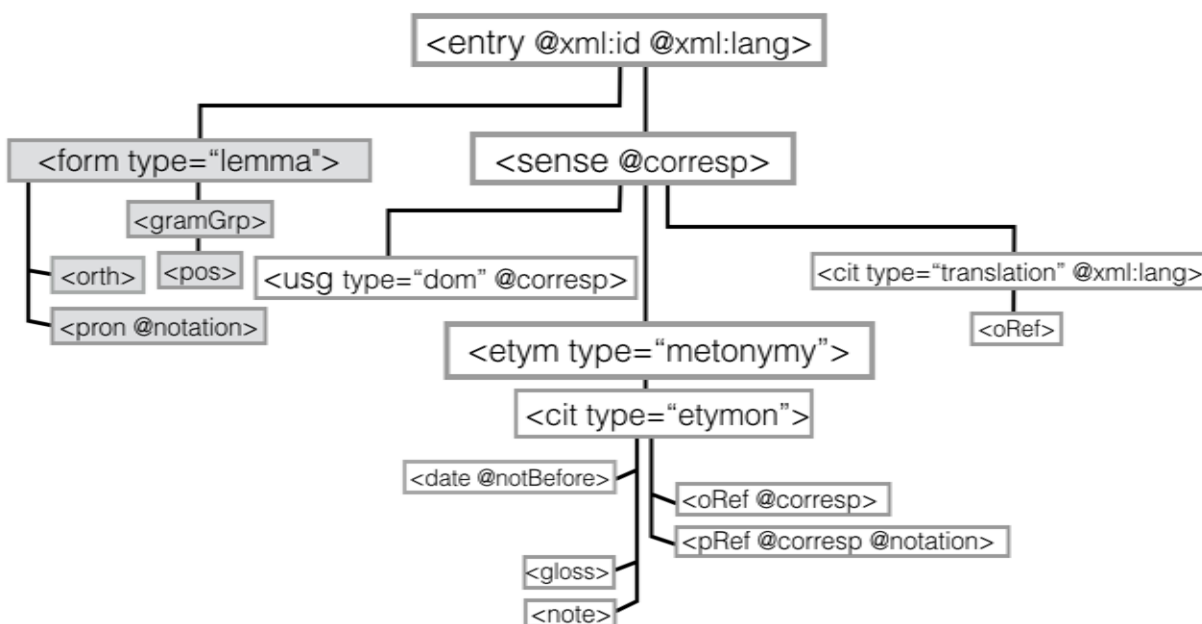 <entry @xml:id @xml:lang>
<form type=“lemma">
<sense @corresp>
<gramGrp>
<orth>
<pos>
<usg type=“dom” @corresp>
<cit type=“translation” @xml:lang>
<pron @notation>
<oRef>
<etym type=“metonymy”>
<cit type=“etymon”>
<date @notBefore>
<oRef @corresp>
<pRef @corresp @notation>
<gloss>
<note>